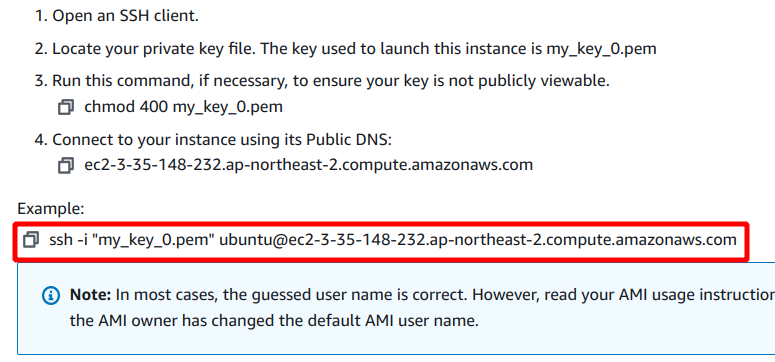 1. Open an SSH client.
2. Locate your private key file. The key used to launch this instance is my_key_0.pem
3. Run this command, if necessary, to ensure your key is not publicly viewable.
chmod 400 my_key_0.pem
4. Connect to your instance using its Public DNS:
ec2-3-35-148-232.ap-northeast-2.compute.amazonaws.com
Example:
ssh -i "my_key_0.pem" ubuntu@ec2-3-35-148-232.ap-northeast-2.compute.amazonaws.com
Note: In most cases, the guessed user name is correct. However, read your AMI usage instruction
the AMI owner has changed the default AMI user name.